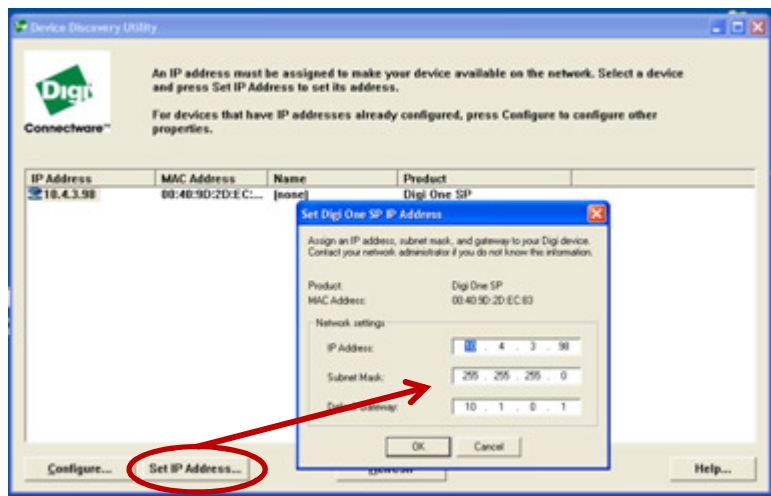 Device Discovery Utility
Digi
Connectware™
An IP address must be assigned to make your device available on the network. Select a device
and press Set IP Address to set its address.
For devices that have IP addresses already configured, press Configure to configure other
properties.
IP Address MAC Address Name Product
10.4.3.98 00:40:9D:2D:EC:... [none] Digi One SP
Set Digi One SP IP Address
Assign an IP address, subnet mask, and gateway to your Digi device.
Contact your network administrator if you do not know this information.
Product: Digi One SP
MAC Address: 00:40:9D:2D:EC:83
Network settings
IP Address: 10 . 4 . 3 . 98
Subnet Mask: 255 . 255 . 255 . 0
Default Gateway: 10 . 1 . 0 . 1
OK Cancel
Configure... Set IP Address... Refresh Help...